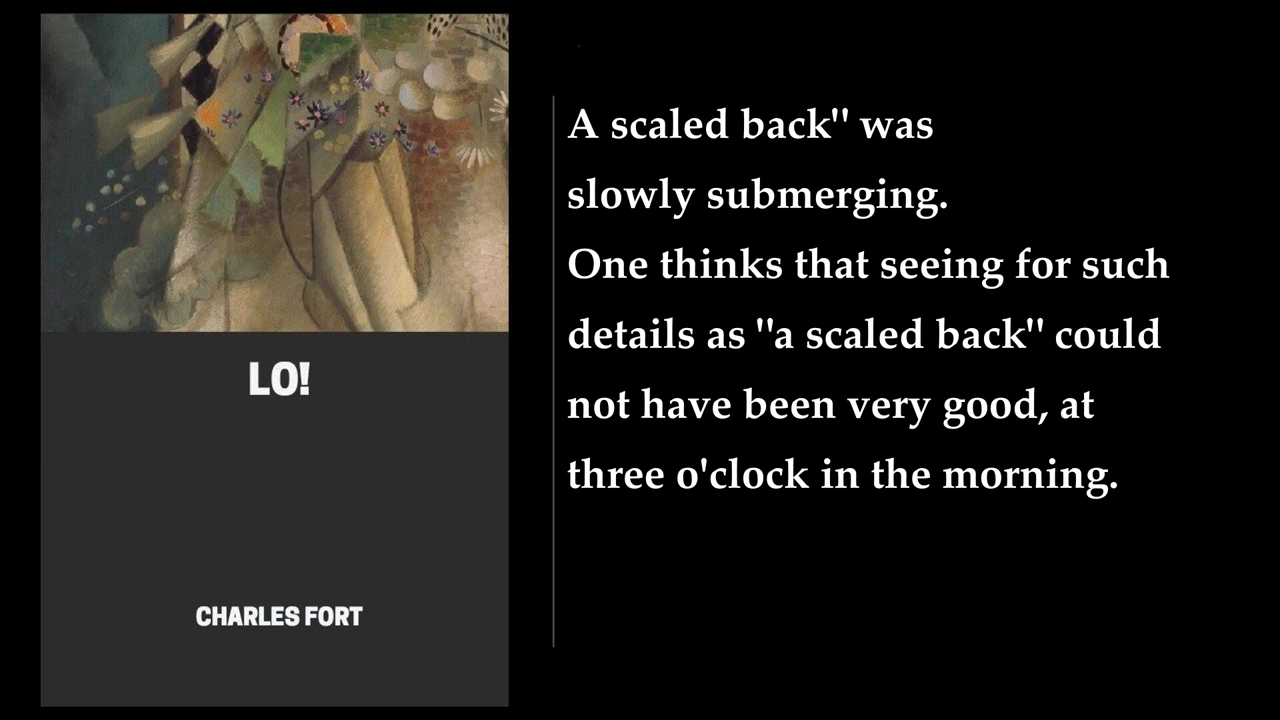 LO!
CHARLES FORT
A scaled back" was
slowly submerging.
One thinks that seeing for such
details as "a scaled back" could
not have been very good, at
three o'clock in the morning.